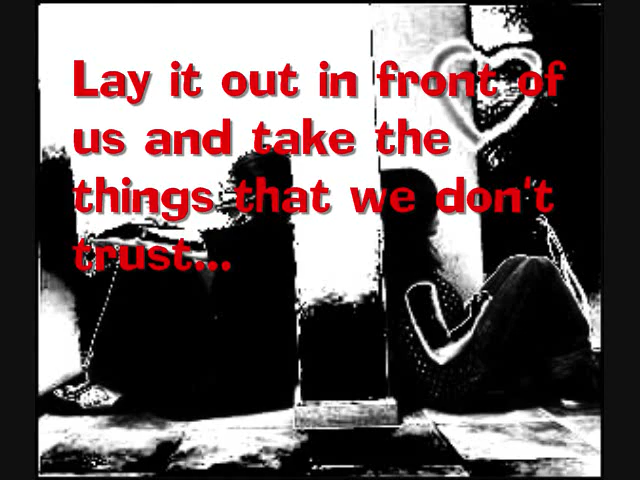 Lay it out in front of
us and take the
things that we don't
trust...